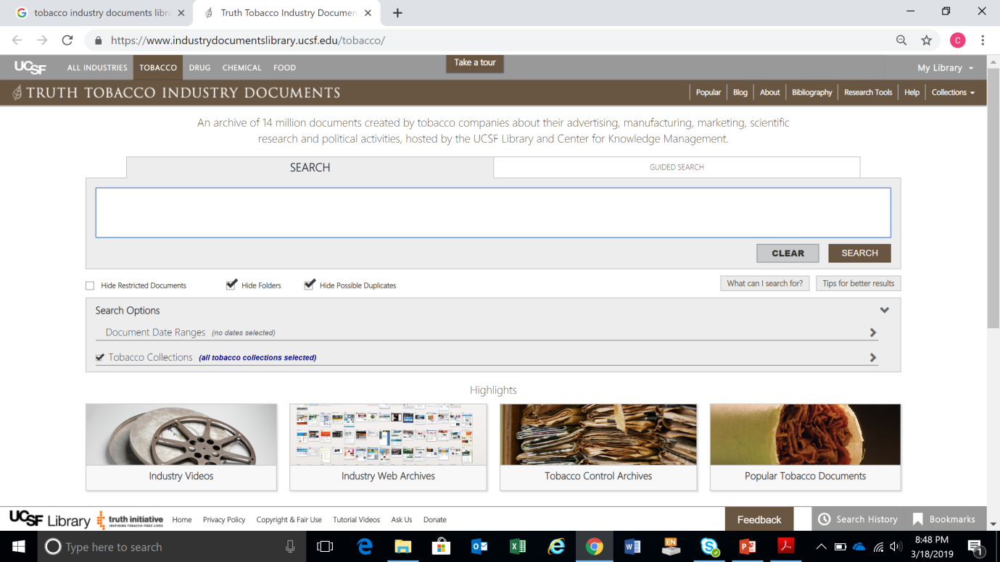 tobacco industry documents libra
Truth Tobacco Industry Documen
https://www.industrydocumentslibrary.ucsf.edu/tobacco/
C
UCSF ALL INDUSTRIES TOBACCO DRUG CHEMICAL FOOD Take a tour My Library
TRUTH TOBACCO INDUSTRY DOCUMENTS Popular Blog About Bibliography Research Tools Help Collections
An archive of 14 million documents created by tobacco companies about their advertising, manufacturing, marketing, scientific
research and political activities, hosted by the UCSF Library and Center for Knowledge Management.
SEARCH GUIDED SEARCH
CLEAR SEARCH
Hide Restricted Documents Hide Folders Hide Possible Duplicates What can I search for? Tips for better results
Search Options
Document Date Ranges (no dates selected)
Tobacco Collections (all tobacco collections selected)
Highlights
Industry Videos Industry Web Archives Tobacco Control Archives Popular Tobacco Documents
UCSF Library truth initiative Home Privacy Policy Copyright & Fair Use Tutorial Videos Ask Us Donate Feedback Search History Bookmarks
INSPIRING TOBACCO-FREE LIVES
Type here to search EN 8:48 PM
3/18/2019 1